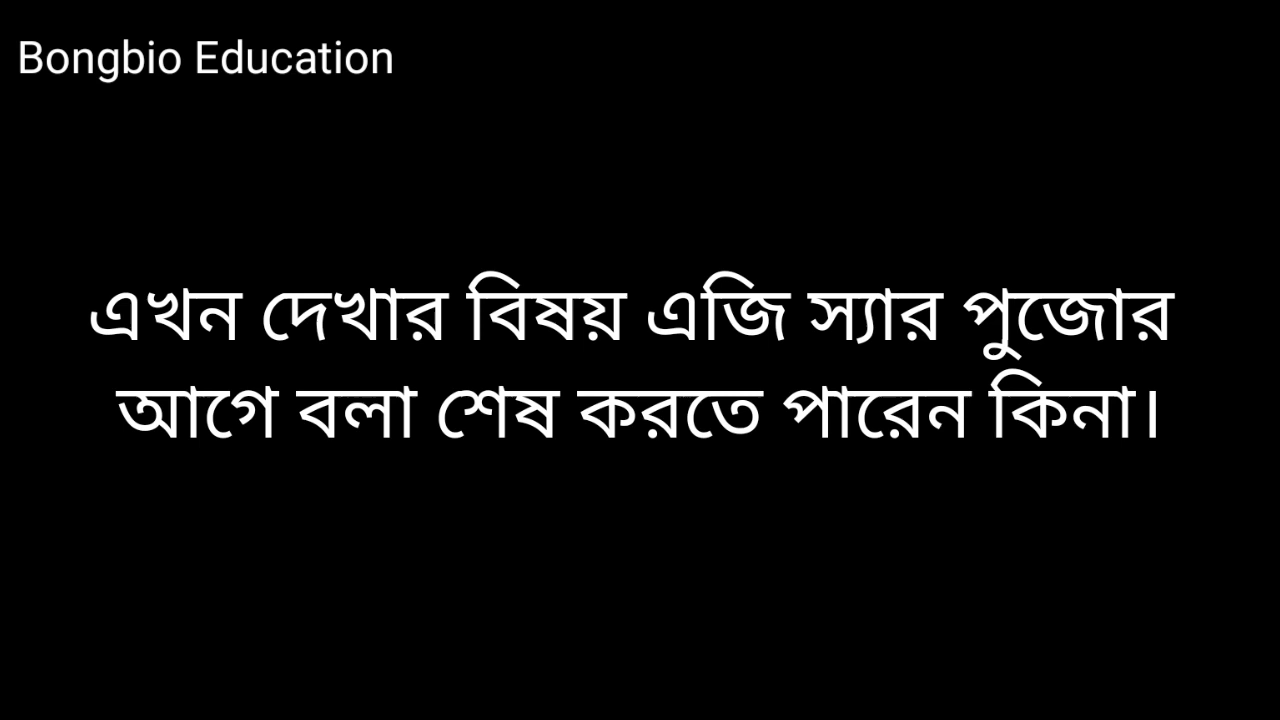 Bongbio Education
এখন দেখার বিষয় এজি স্যার পুজোর
আগে বলা শেষ করতে পারেন কিনা।